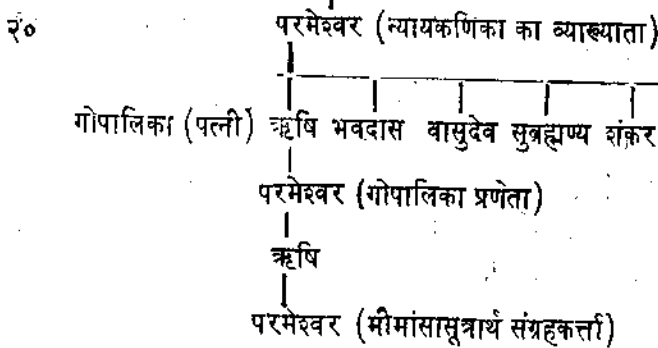 २० परमेश्वर (न्यायकणिका का व्याख्याता)
गोपालिका (पत्नी) ऋषि भवदास वासुदेव सुब्रह्मण्य शंकर
परमेश्वर (गोपालिका प्रणेता)
ऋषि
परमेश्वर (मीमांसासूत्रार्थ संग्रहकर्त्ता)